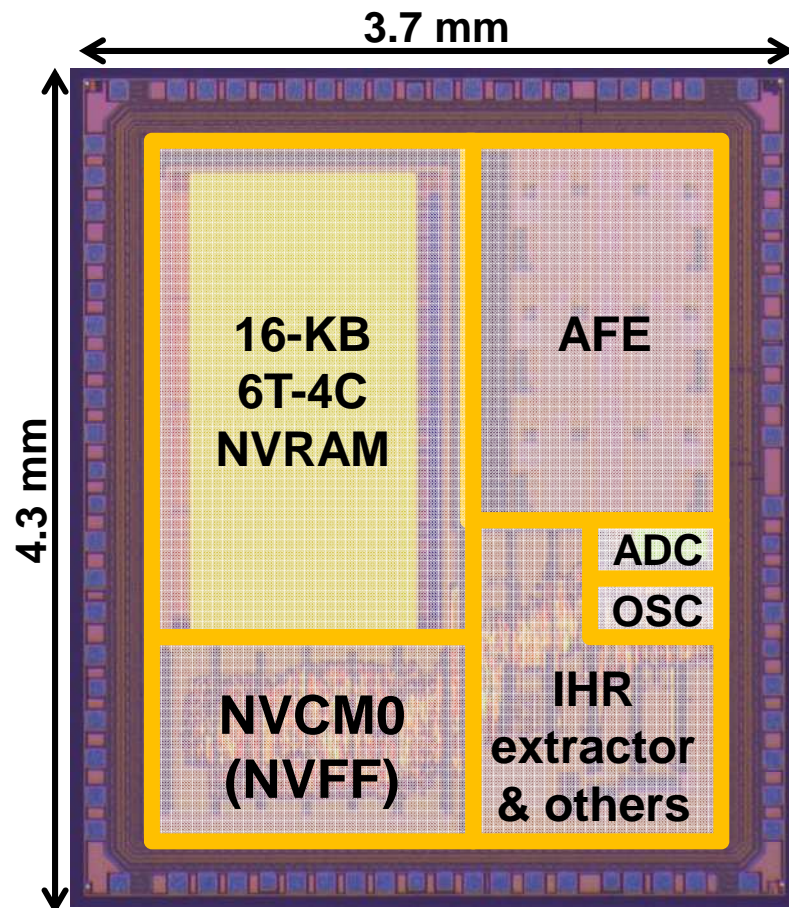 3.7 mm
4.3 mm
16-KB
6T-4C
NVRAM
AFE
ADC
OSC
NVCM0
(NVFF)
IHR
extractor
& others